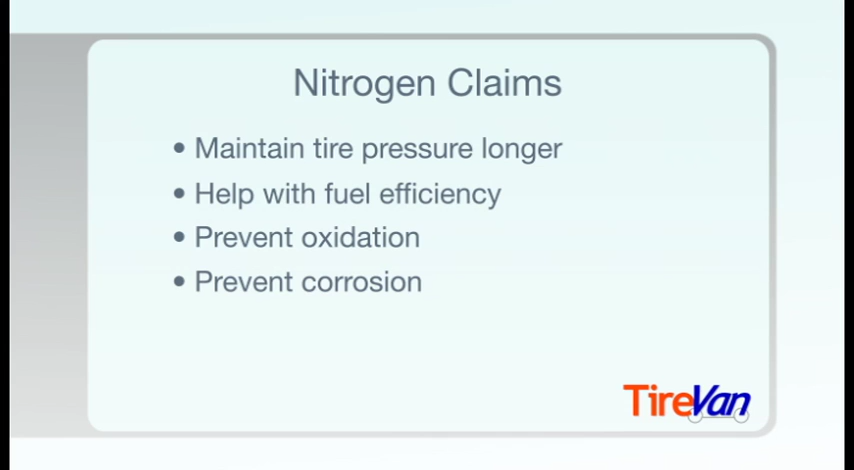 Nitrogen Claims
• Maintain tire pressure longer
• Help with fuel efficiency
• Prevent oxidation
• Prevent corrosion
TireVan